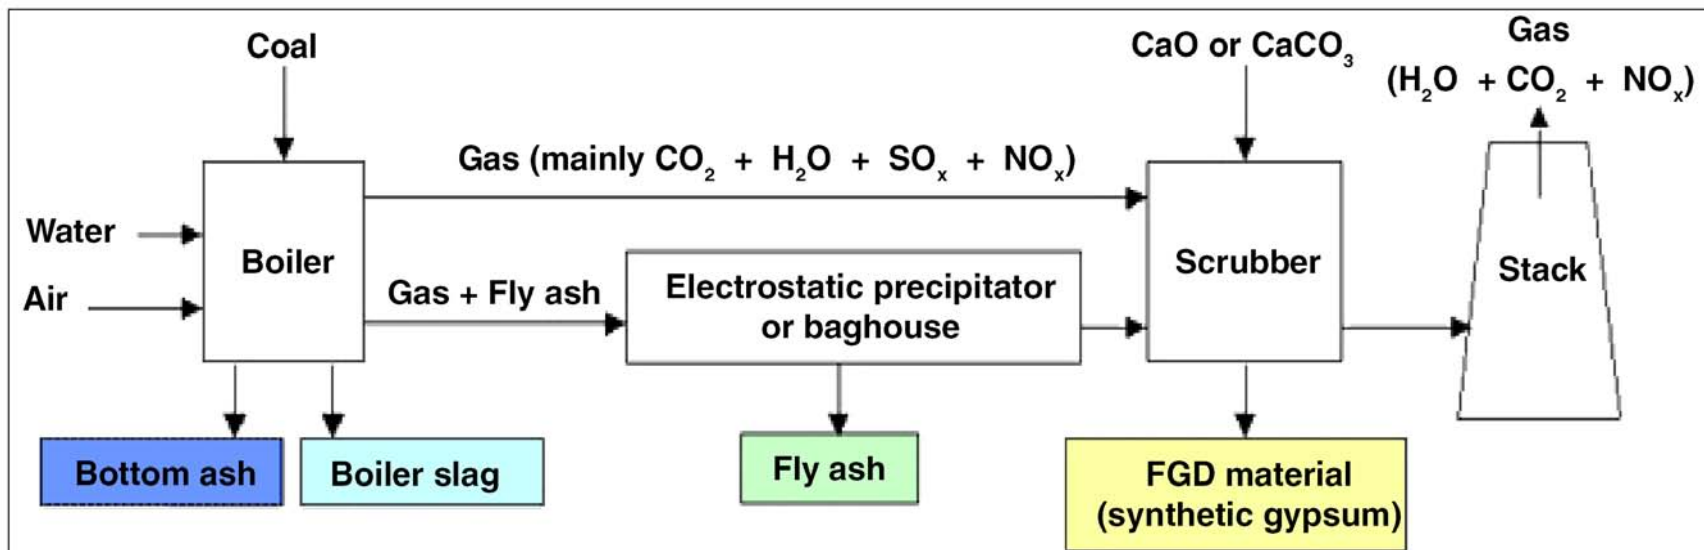 Coal
CaO or CaCO₃
Gas
(H₂O + CO₂ + NOₓ)
Gas (mainly CO₂ + H₂O + SOₓ + NOₓ)
Water
Boiler
Scrubber
Air
Gas + Fly ash
Electrostatic precipitator
or baghouse
Stack
Bottom ash
Boiler slag
Fly ash
FGD material
(synthetic gypsum)